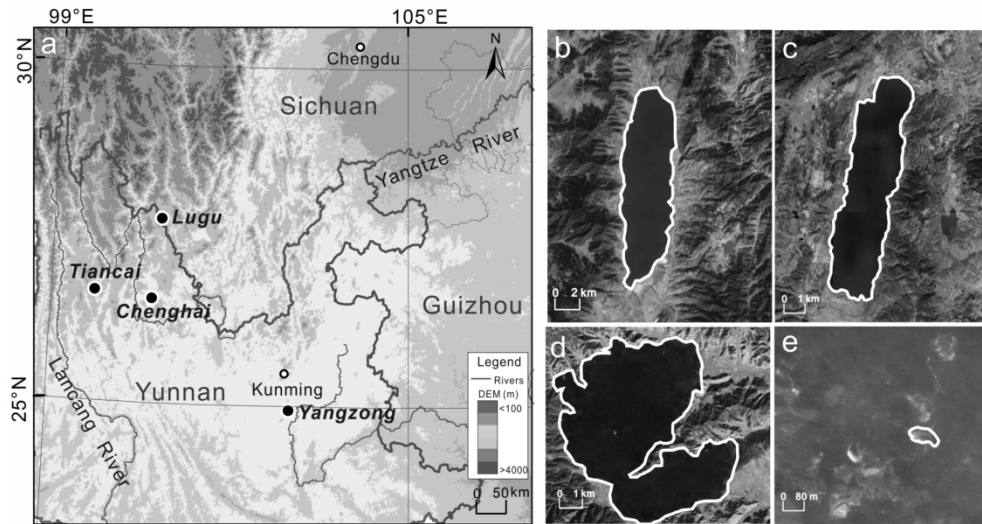 99°E
105°E
a
30°N
Chengdu
N
Sichuan
Yangtze River
Lugu
Tiancai
Chenghai
Guizhou
Lancang River
Yunnan
Kunming
25°N
Yangzong
Legend
Rivers
DEM (m)
<100
>4000
0 50 km
b
0 2 km
c
0 1 km
d
0 1 km
e
0 80 m